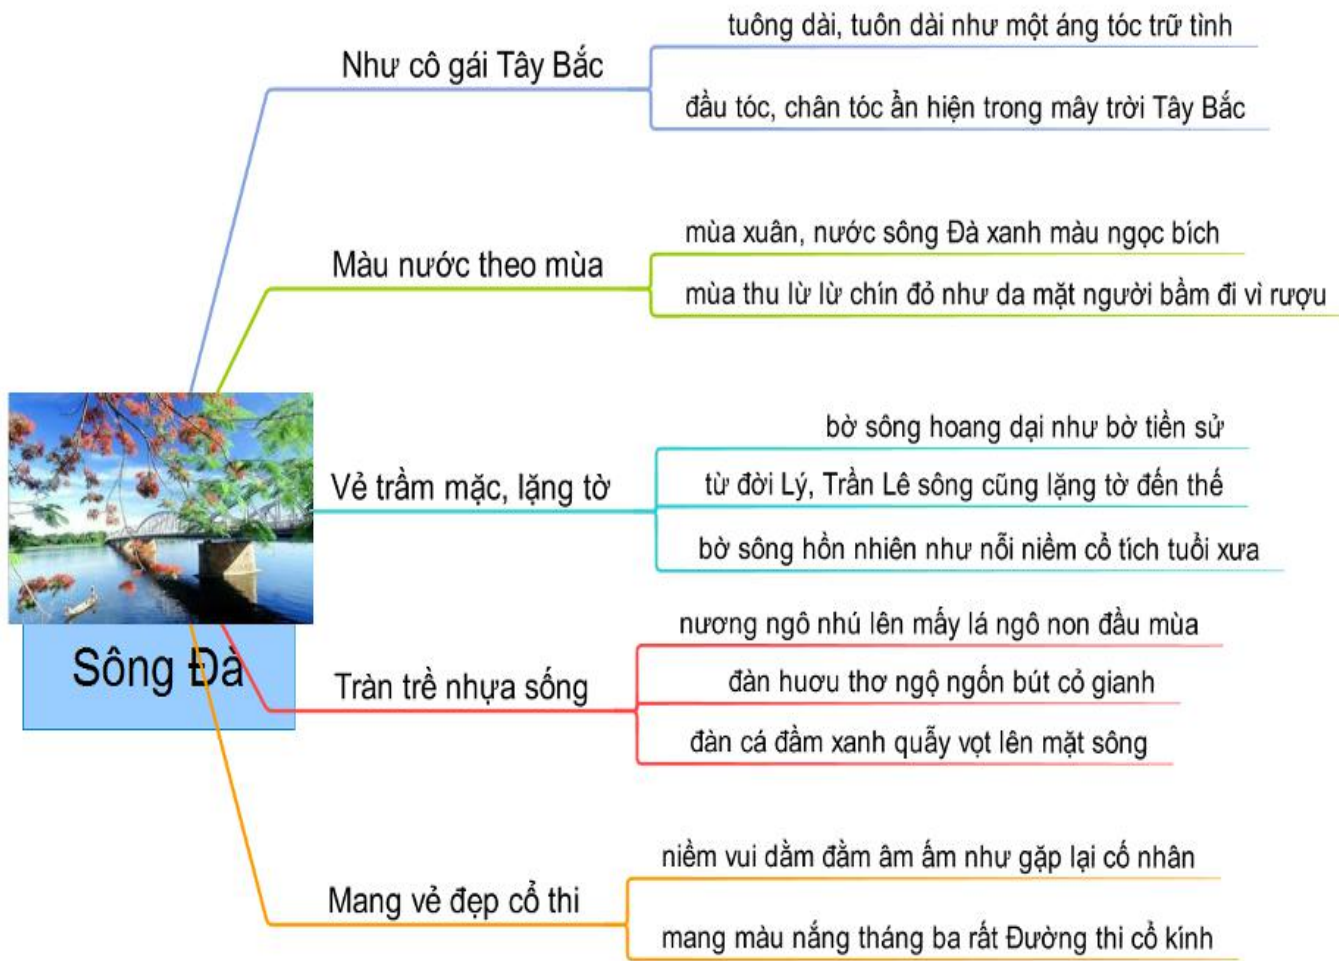 tuông dài, tuôn dài như một áng tóc trữ tình
Như cô gái Tây Bắc
đầu tóc, chân tóc ẩn hiện trong mây trời Tây Bắc
mùa xuân, nước sông Đà xanh màu ngọc bích
Màu nước theo mùa
mùa thu lừ lừ chín đỏ như da mặt người bầm đi vì rượu
bờ sông hoang dại như bờ tiền sử
Vẻ trầm mặc, lặng tờ
từ đời Lý, Trần Lê sông cũng lặng tờ đến thế
bờ sông hồn nhiên như nỗi niềm cổ tích tuổi xưa
Sông Đà
nương ngô nhú lên mấy lá ngô non đầu mùa
Tràn trề nhựa sống
đàn hươu thơ ngộ ngốn bút cỏ gianh
đàn cá đầm xanh quẫy vọt lên mặt sông
niềm vui dằm đằm âm ấm như gặp lại cố nhân
Mang vẻ đẹp cổ thi
mang màu nắng tháng ba rất Đường thi cổ kính